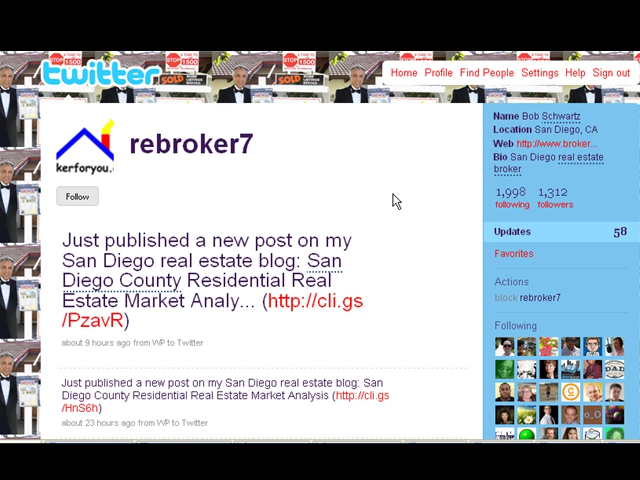 twitter
Home Profile Find People Settings Help Sign out
rebroker7
kerforyou.
Follow
Just published a new post on my
San Diego real estate blog: San
Diego County Residential Real
Estate Market Analy... (http://cli.gs
/PzavR)
about 9 hours ago from WP to Twitter
Just published a new post on my San Diego real estate blog: San
Diego County Residential Real Estate Market Analysis (http://cli.gs
/HnS6h)
about 23 hours ago from WP to Twitter
Name Bob Schwartz
Location San Diego, CA
Web http://www.broker...
Bio San Diego real estate
broker
1,998 1,312
following followers
Updates 58
Favorites
Actions
block rebroker7
Following
STOP
1500
SOLD